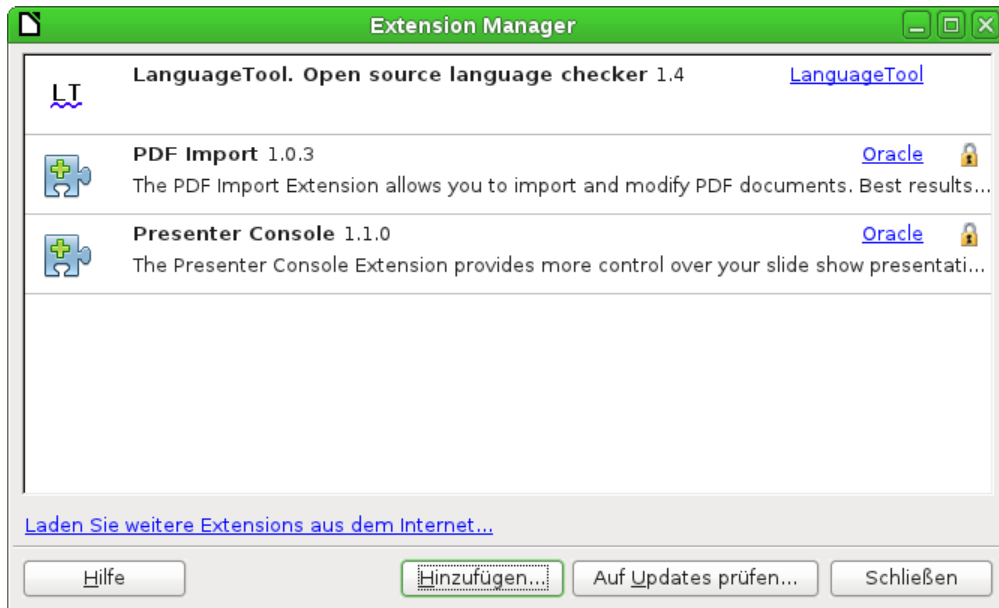 Extension Manager
LanguageTool. Open source language checker 1.4 LanguageTool
LT
PDF Import 1.0.3 Oracle
The PDF Import Extension allows you to import and modify PDF documents. Best results...
Presenter Console 1.1.0 Oracle
The Presenter Console Extension provides more control over your slide show presentati...
Laden Sie weitere Extensions aus dem Internet...
Hilfe Hinzufügen... Auf Updates prüfen... Schließen